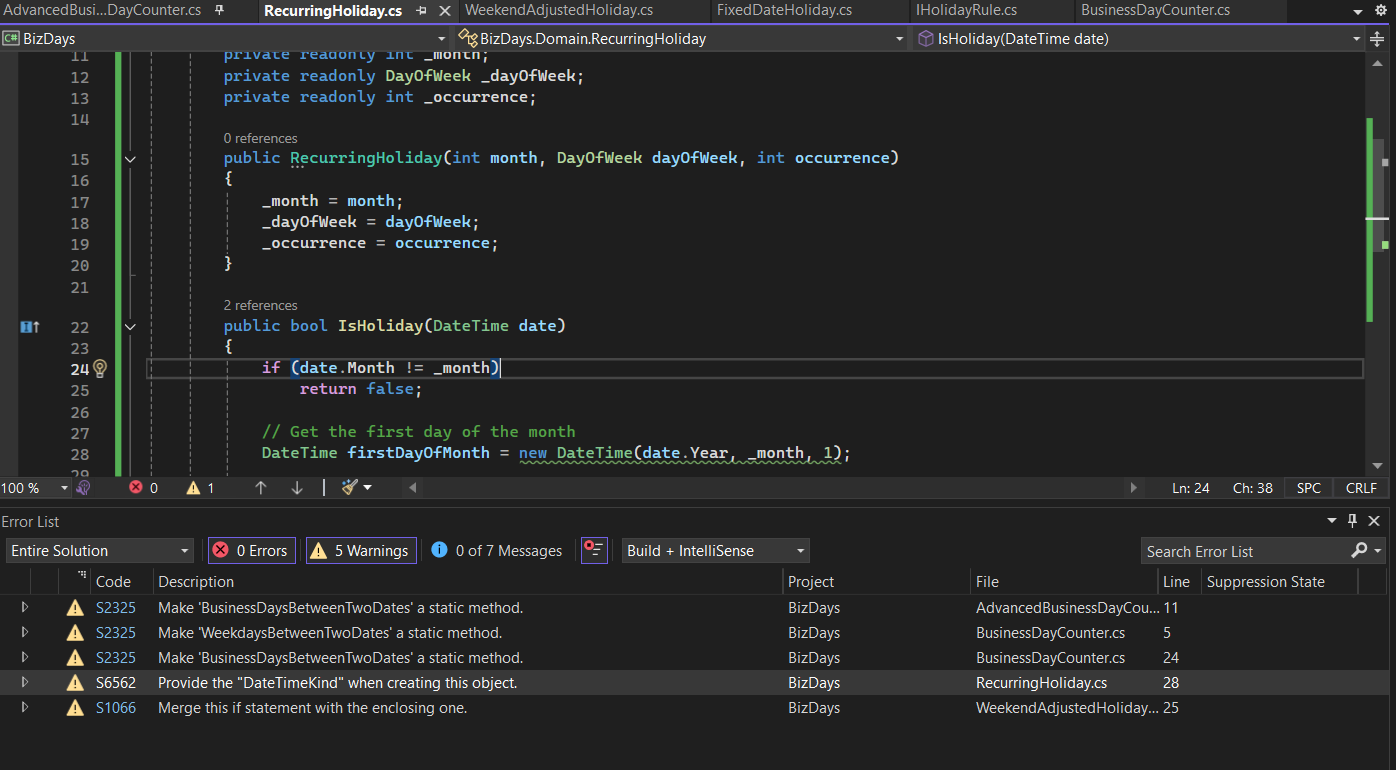 AdvancedBusi...DayCounter.cs RecurringHoliday.cs WeekendAdjustedHoliday.cs FixedDateHoliday.cs IHolidayRule.cs BusinessDayCounter.cs
C# BizDays BizDays.Domain.RecurringHoliday IsHoliday(DateTime date)
11 private readonly int _month;
12 private readonly DayOfWeek _dayOfWeek;
13 private readonly int _occurrence;
14
0 references
15 public RecurringHoliday(int month, DayOfWeek dayOfWeek, int occurrence)
16 {
17 _month = month;
18 _dayOfWeek = dayOfWeek;
19 _occurrence = occurrence;
20 }
21
2 references
22 public bool IsHoliday(DateTime date)
23 {
24 if (date.Month != _month)
25 return false;
26
27 // Get the first day of the month
28 DateTime firstDayOfMonth = new DateTime(date.Year, _month, 1);
29
100 % 0 1 Ln: 24 Ch: 38 SPC CRLF
Error List
Entire Solution 0 Errors 5 Warnings 0 of 7 Messages Build + IntelliSense Search Error List
Code Description Project File Line Suppression State
S2325 Make 'BusinessDaysBetweenTwoDates' a static method. BizDays AdvancedBusinessDayCou... 11
S2325 Make 'WeekdaysBetweenTwoDates' a static method. BizDays BusinessDayCounter.cs 5
S2325 Make 'BusinessDaysBetweenTwoDates' a static method. BizDays BusinessDayCounter.cs 24
S6562 Provide the "DateTimeKind" when creating this object. BizDays RecurringHoliday.cs 28
S1066 Merge this if statement with the enclosing one. BizDays WeekendAdjustedHoliday... 25